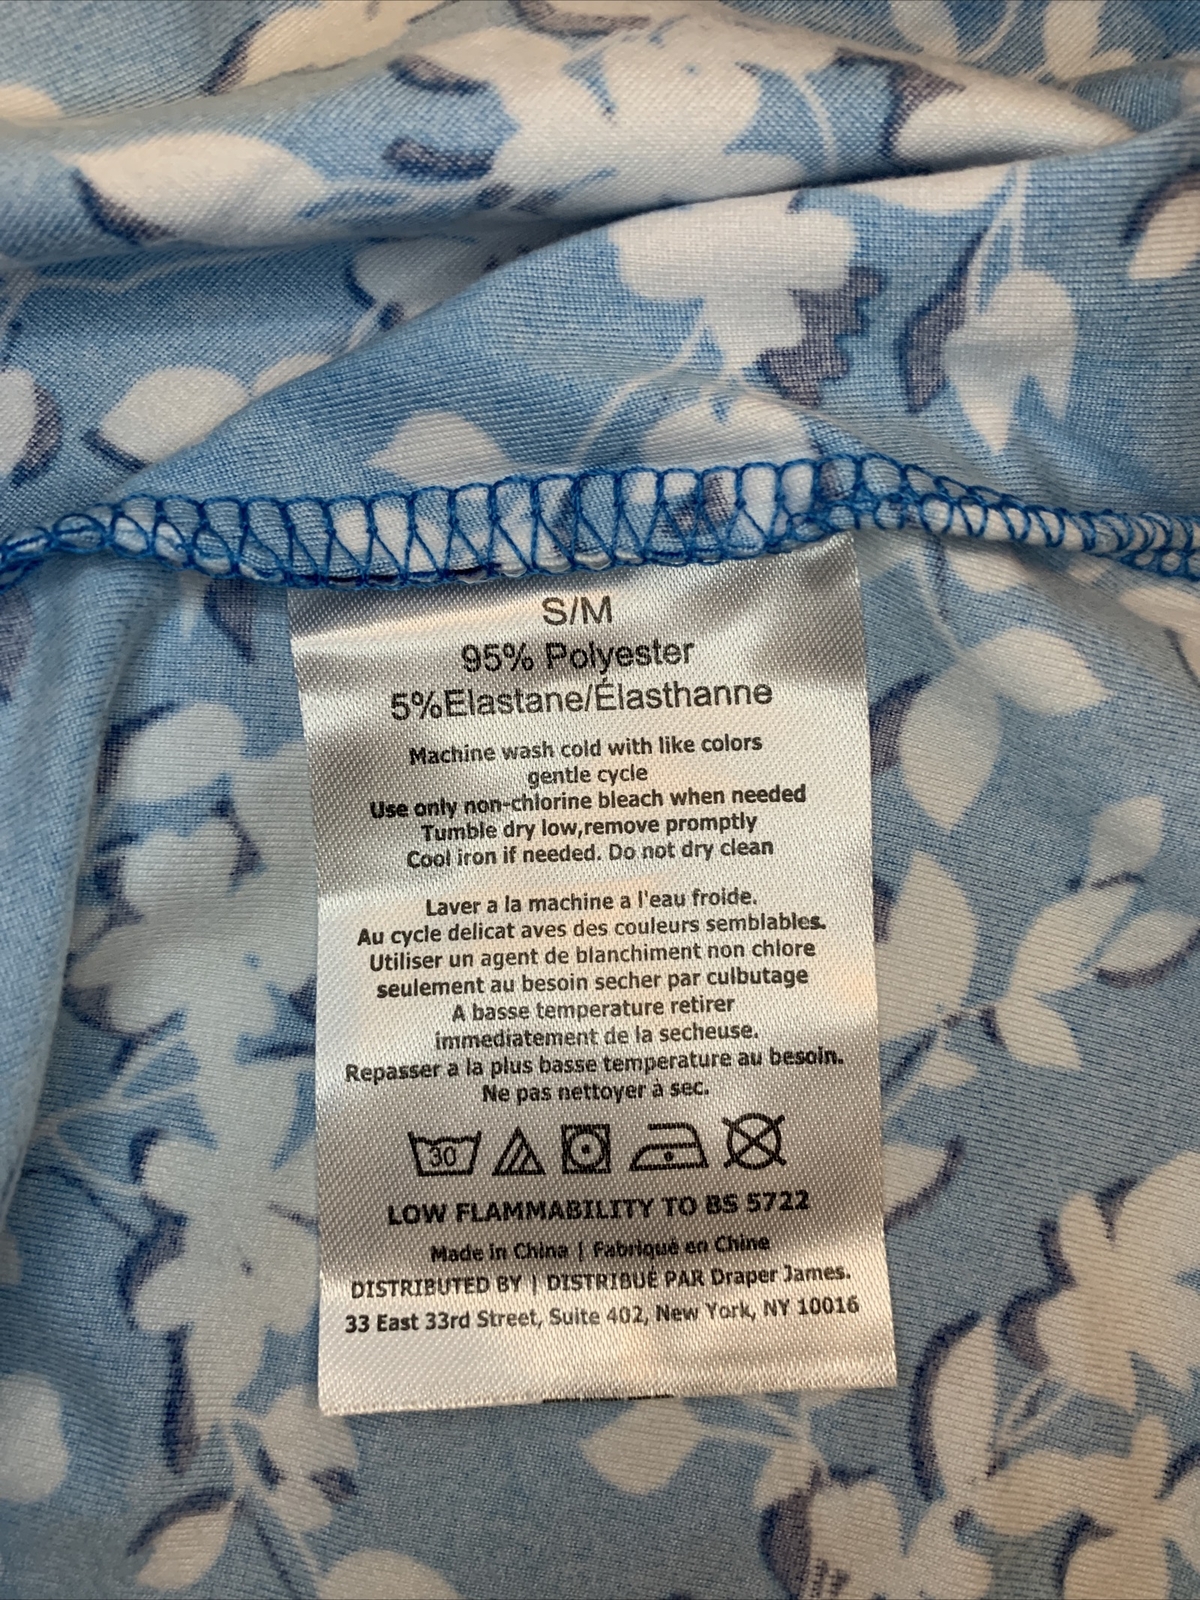 S/M
95% Polyester
5%Elastane/Élasthanne
Machine wash cold with like colors
gentle cycle
Use only non-chlorine bleach when needed
Tumble dry low,remove promptly
Cool iron if needed. Do not dry clean
Laver a la machine a l'eau froide.
Au cycle delicat aves des couleurs semblables.
Utiliser un agent de blanchiment non chlore
seulement au besoin secher par culbutage
A basse temperature retirer
immediatement de la secheuse.
Repasser a la plus basse temperature au besoin.
Ne pas nettoyer à sec.
30
LOW FLAMMABILITY TO BS 5722
Made in China | Fabriqué en Chine
DISTRIBUTED BY | DISTRIBUÉ PAR Draper James.
33 East 33rd Street, Suite 402, New York, NY 10016